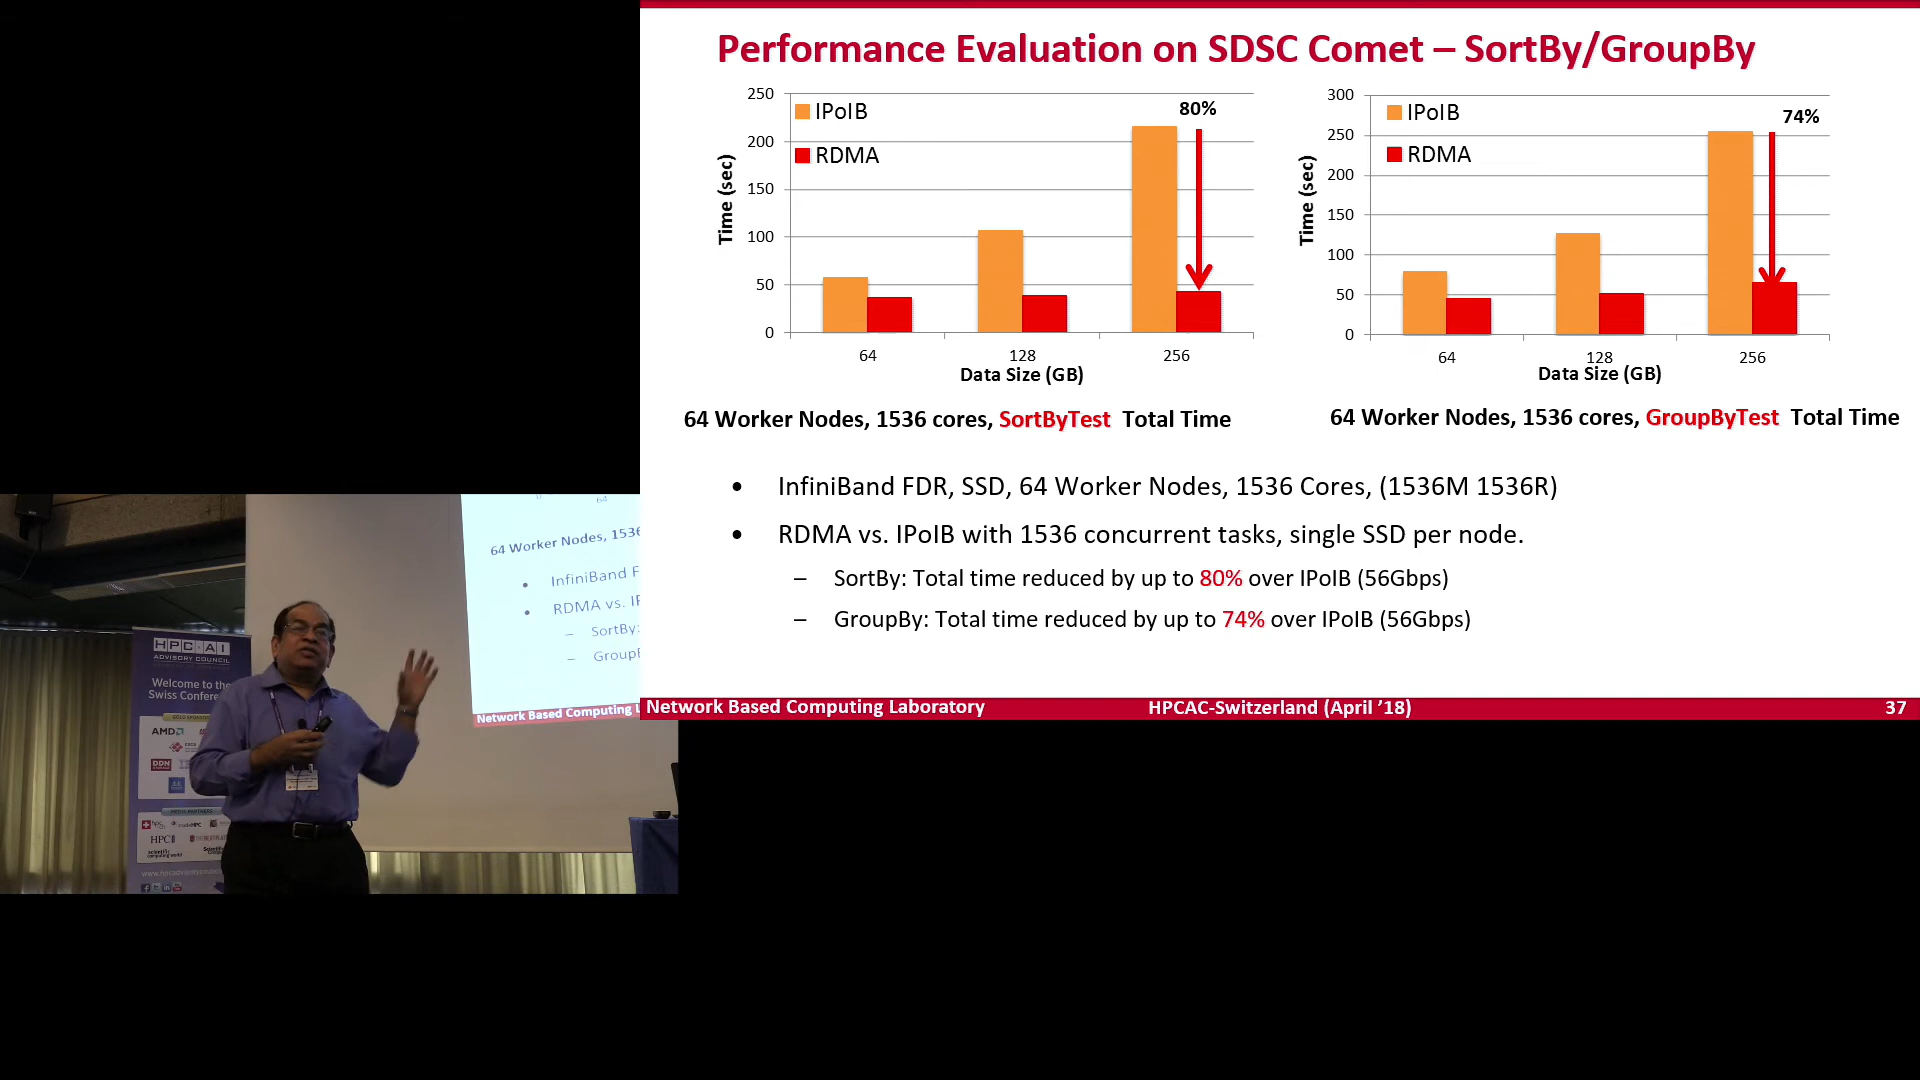 Performance Evaluation on SDSC Comet – SortBy/GroupBy
250
200
150
100
50
0
Time (sec)
IPoIB
RDMA
80%
64
128
256
Data Size (GB)
64 Worker Nodes, 1536 cores, SortByTest Total Time
300
250
200
150
100
50
0
Time (sec)
IPoIB
RDMA
74%
64
128
256
Data Size (GB)
64 Worker Nodes, 1536 cores, GroupByTest Total Time
• InfiniBand FDR, SSD, 64 Worker Nodes, 1536 Cores, (1536M 1536R)
• RDMA vs. IPoIB with 1536 concurrent tasks, single SSD per node.
– SortBy: Total time reduced by up to 80% over IPoIB (56Gbps)
– GroupBy: Total time reduced by up to 74% over IPoIB (56Gbps)
Network Based Computing Laboratory
HPCAC-Switzerland (April ’18)
37
64
64 Worker Nodes, 1536
• InfiniBand F
• RDMA vs. IP
– SortBy:
– GroupB
Network Based Computing L
HPC-AI
ADVISORY COUNCIL
Welcome to the
Swiss Confere
AMD
DDN
MEDIA PARTNERS
HPC
scientific
computing world